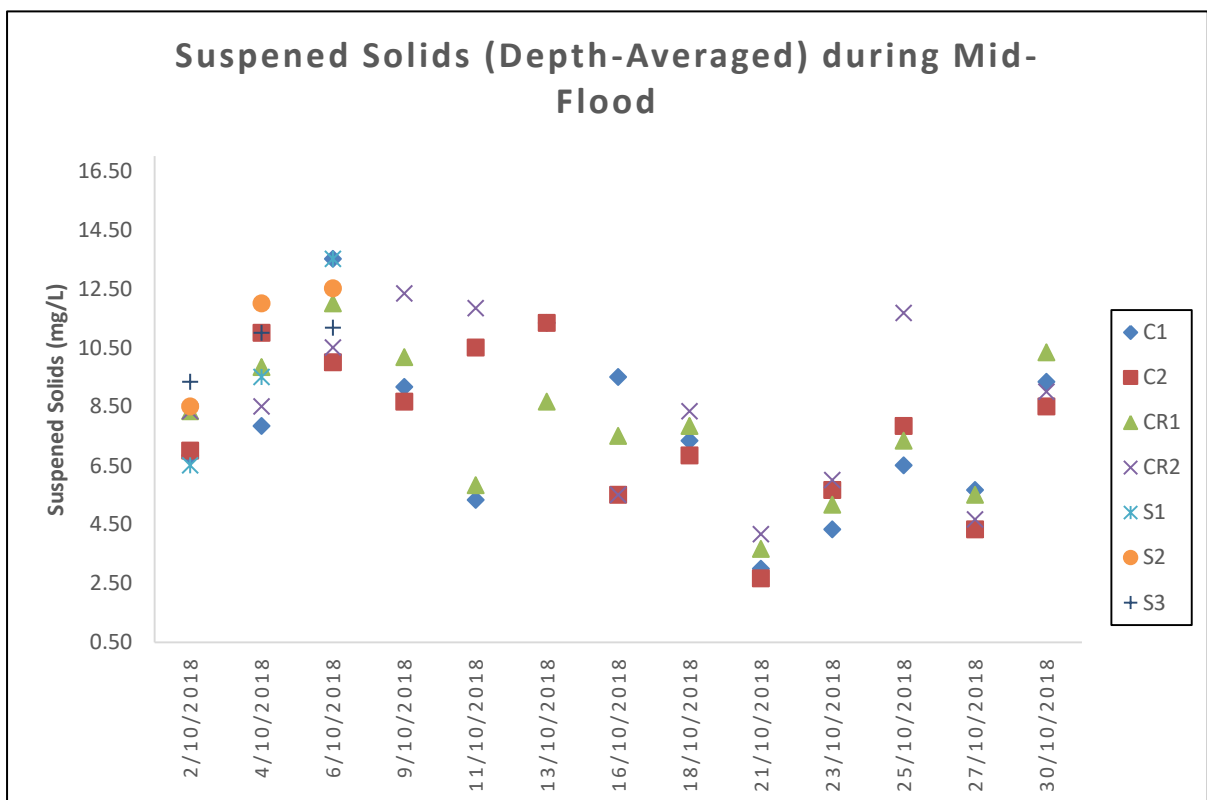 Suspened Solids (Depth-Averaged) during Mid-
Flood
Suspended Solids (mg/L)
16.50
14.50
12.50
10.50
8.50
6.50
4.50
2.50
0.50
2/10/2018
4/10/2018
6/10/2018
9/10/2018
11/10/2018
13/10/2018
16/10/2018
18/10/2018
21/10/2018
23/10/2018
25/10/2018
27/10/2018
30/10/2018
C1
C2
CR1
CR2
S1
S2
S3